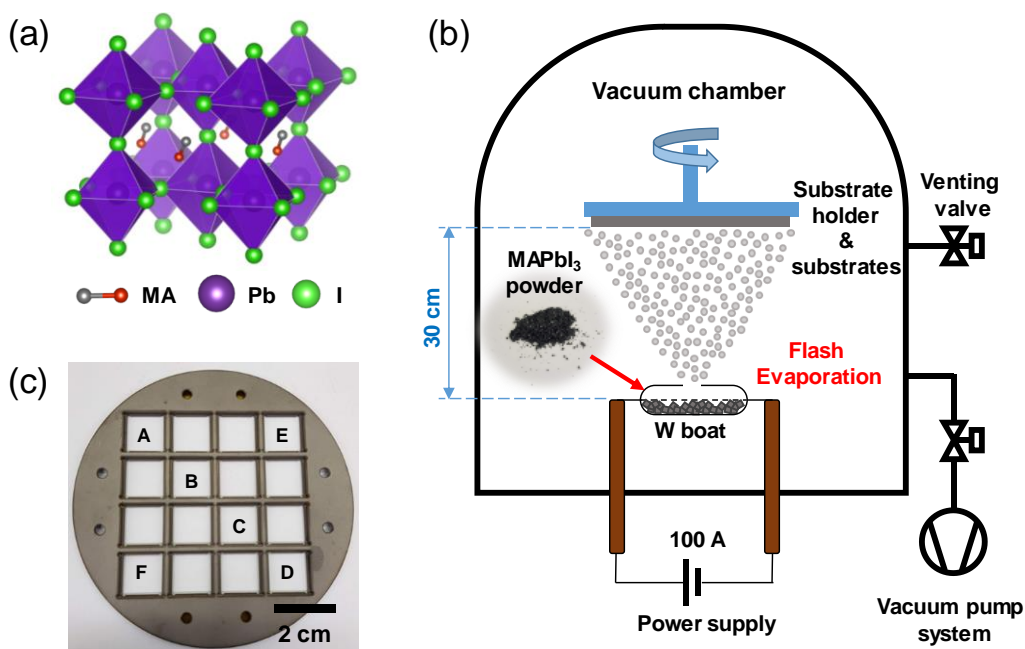 (a)
MA
Pb
I
(b)
Vacuum chamber
Substrate
holder
&
substrates
Venting
valve
MAPbI₃
powder
30 cm
Flash
Evaporation
W boat
100 A
Power supply
Vacuum pump
system
(c)
A
E
B
C
F
D
2 cm